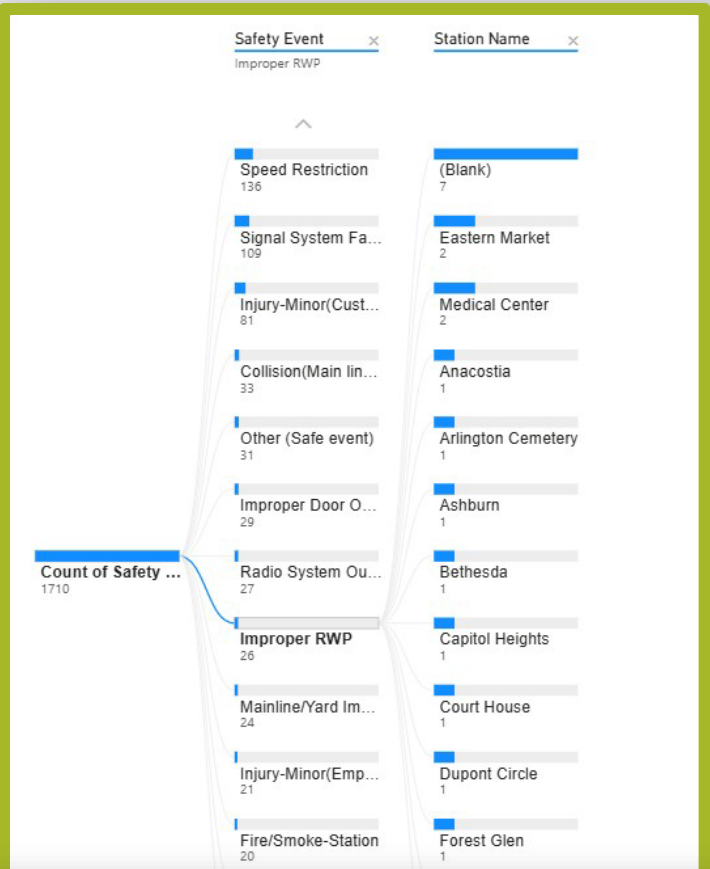 Safety Event ×
Station Name ×
Improper RWP
Speed Restriction
136
Signal System Fa...
109
Injury-Minor(Cust...
81
Collision(Main lin...
33
Other (Safe event)
31
Improper Door O...
29
Count of Safety ...
1710
Radio System Ou...
27
Improper RWP
26
Mainline/Yard Im...
24
Injury-Minor(Emp...
21
Fire/Smoke-Station
20
(Blank)
7
Eastern Market
2
Medical Center
2
Anacostia
1
Arlington Cemetery
1
Ashburn
1
Bethesda
1
Capitol Heights
1
Court House
1
Dupont Circle
1
Forest Glen
1